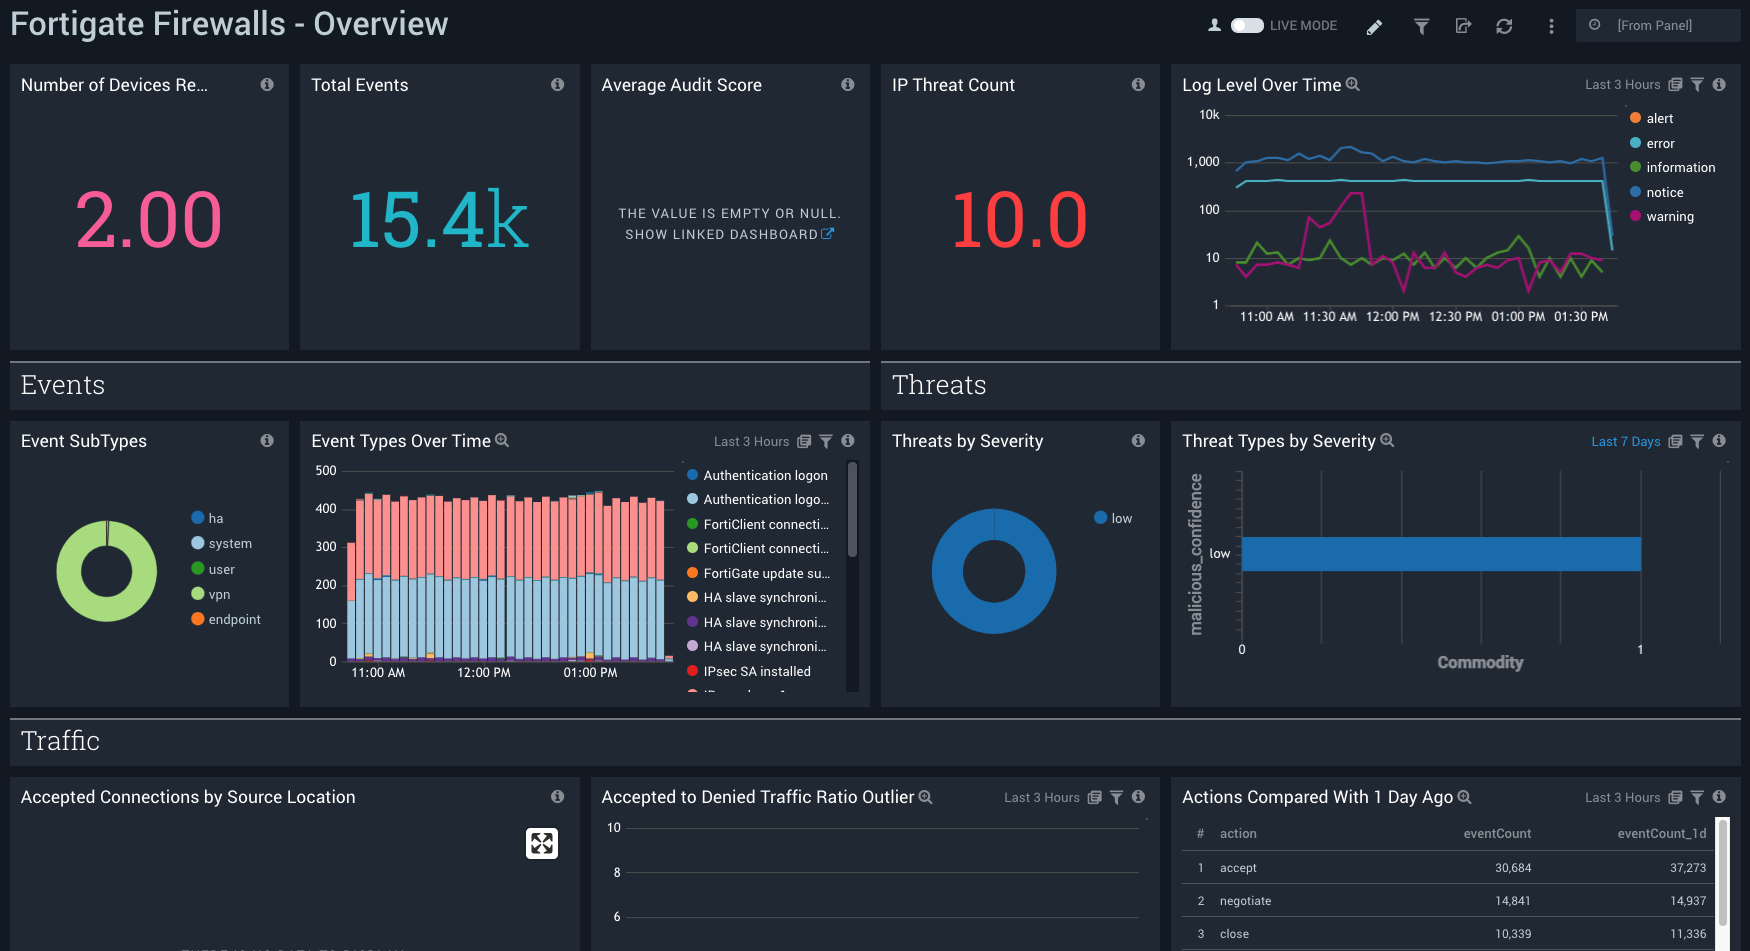 Fortigate Firewalls - Overview
LIVE MODE
[From Panel]
Number of Devices Re...
Total Events
Average Audit Score
IP Threat Count
Log Level Over Time
Last 3 Hours
2.00
15.4k
THE VALUE IS EMPTY OR NULL.
SHOW LINKED DASHBOARD
10.0
10k
1,000
100
10
1
11:00 AM 11:30 AM 12:00 PM 12:30 PM 01:00 PM 01:30 PM
alert
error
information
notice
warning
Events
Threats
Event SubTypes
ha
system
user
vpn
endpoint
Event Types Over Time
Last 3 Hours
500
400
300
200
100
0
11:00 AM 12:00 PM 01:00 PM
Authentication logon
Authentication logo...
FortiClient connecti...
FortiClient connecti...
FortiGate update su...
HA slave synchroni...
HA slave synchroni...
HA slave synchroni...
IPsec SA installed
Threats by Severity
low
Threat Types by Severity
Last 7 Days
malicious_confidence
low
0 1
Commodity
Traffic
Accepted Connections by Source Location
Accepted to Denied Traffic Ratio Outlier
Last 3 Hours
10
8
6
Actions Compared With 1 Day Ago
Last 3 Hours
# action eventCount eventCount_1d
1 accept 30,684 37,273
2 negotiate 14,841 14,937
3 close 10,339 11,336